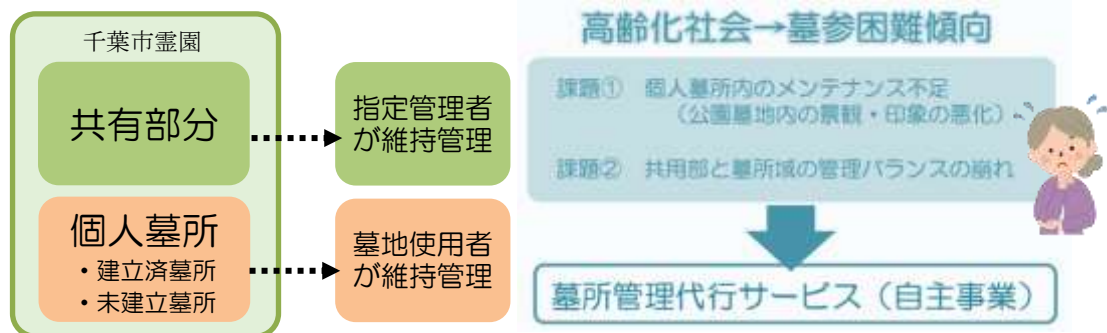 千葉市霊園
共有部分
指定管理者
が維持管理
個人墓所
・建立済墓所
・未建立墓所
墓地使用者
が維持管理
高齢化社会→墓参困難傾向
課題① 個人墓所内のメンテナンス不足
（公園墓地内の景観・印象の悪化）
課題② 共用部と墓所域の管理バランスの崩れ
墓所管理代行サービス（自主事業）